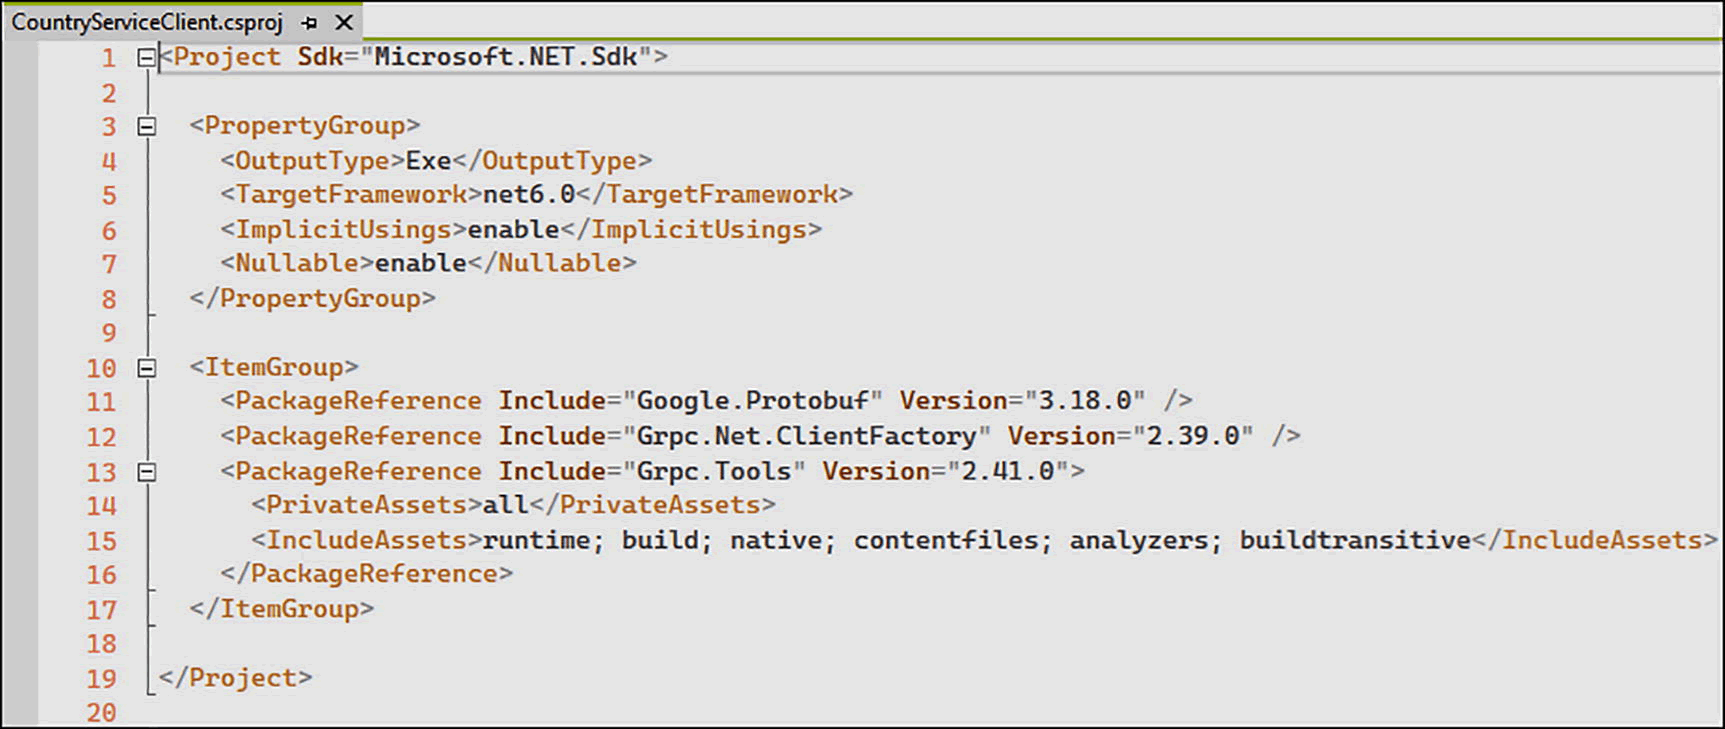 CountryServiceClient.csproj
1 <Project Sdk="Microsoft.NET.Sdk">
2
3 <PropertyGroup>
4 <OutputType>Exe</OutputType>
5 <TargetFramework>net6.0</TargetFramework>
6 <ImplicitUsings>enable</ImplicitUsings>
7 <Nullable>enable</Nullable>
8 </PropertyGroup>
9
10 <ItemGroup>
11 <PackageReference Include="Google.Protobuf" Version="3.18.0" />
12 <PackageReference Include="Grpc.Net.ClientFactory" Version="2.39.0" />
13 <PackageReference Include="Grpc.Tools" Version="2.41.0">
14 <PrivateAssets>all</PrivateAssets>
15 <IncludeAssets>runtime; build; native; contentfiles; analyzers; buildtransitive</IncludeAssets>
16 </PackageReference>
17 </ItemGroup>
18
19 </Project>
20